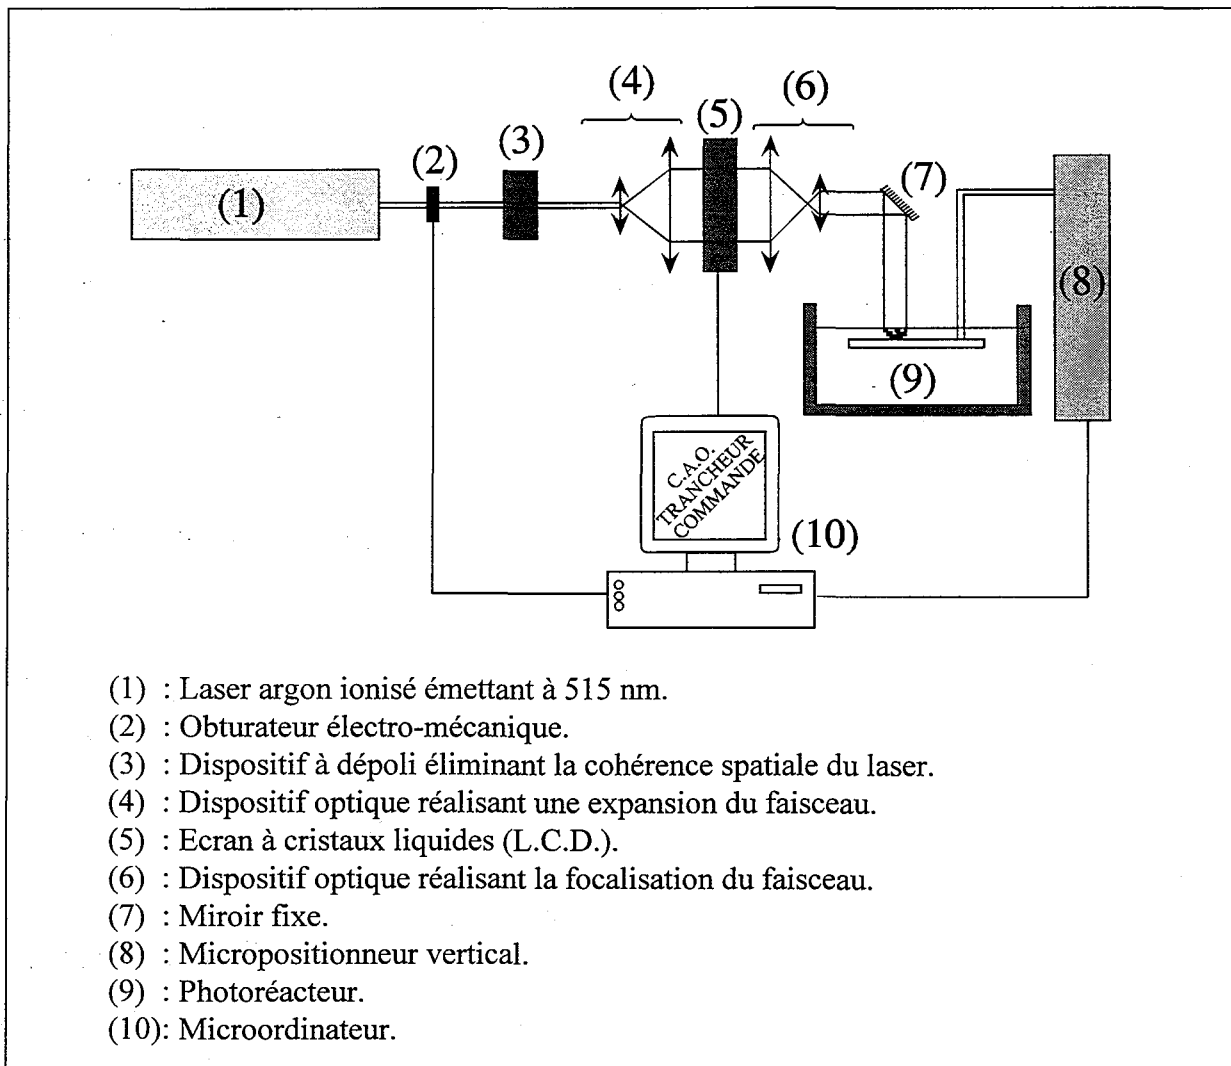 (4)
(6)
(5)
(3)
(2)
(7)
(1)
(8)
(9)
C.A.O.
TRANCHEUR
COMMANDE
(10)
(1) : Laser argon ionisé émettant à 515 nm.
(2) : Obturateur électro-mécanique.
(3) : Dispositif à dépoli éliminant la cohérence spatiale du laser.
(4) : Dispositif optique réalisant une expansion du faisceau.
(5) : Ecran à cristaux liquides (L.C.D.).
(6) : Dispositif optique réalisant la focalisation du faisceau.
(7) : Miroir fixe.
(8) : Micropositionneur vertical.
(9) : Photoréacteur.
(10): Microordinateur.